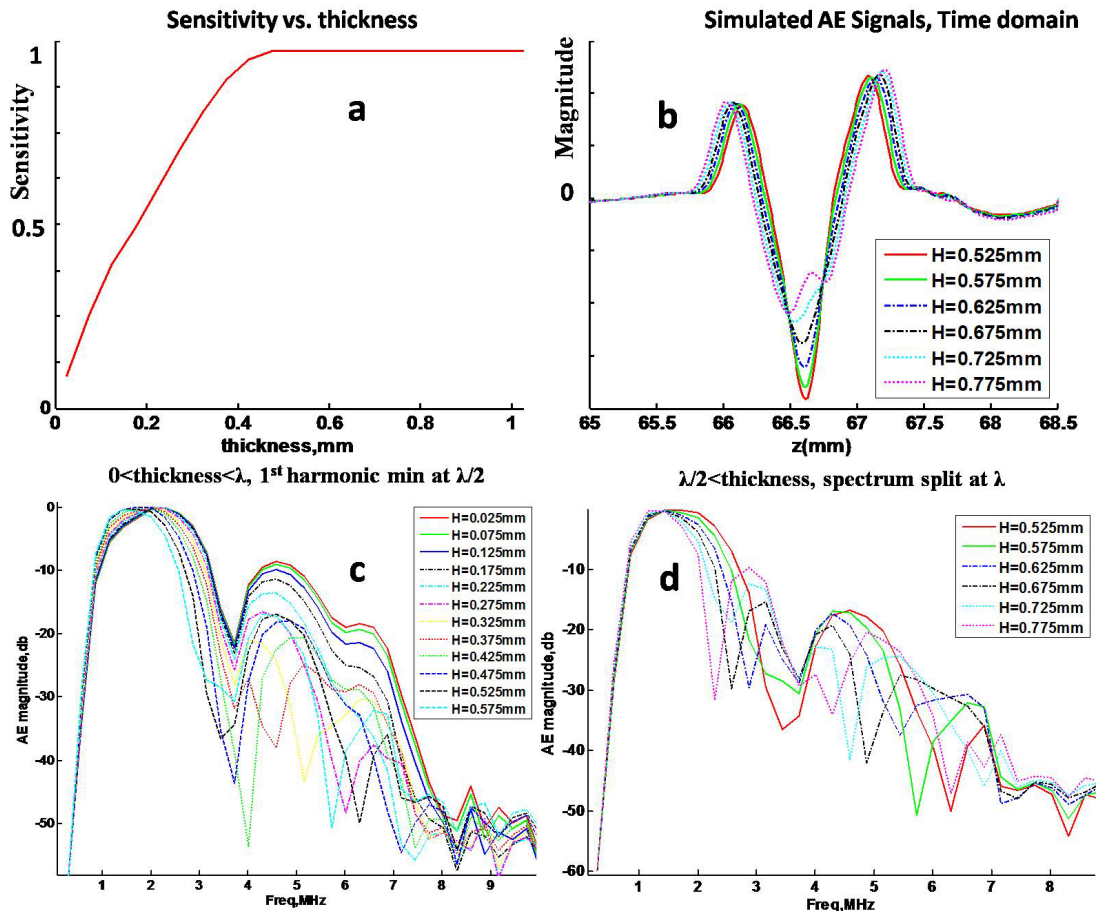 Sensitivity vs. thickness
1
Sensitivity
0.5
0
a
0 0.2 0.4 0.6 0.8 1
thickness,mm
Simulated AE Signals, Time domain
Magnitude
0
b
H=0.525mm
H=0.575mm
H=0.625mm
H=0.675mm
H=0.725mm
H=0.775mm
65 65.5 66 66.5 67 67.5 68 68.5
z(mm)
0<thickness<λ, 1st harmonic min at λ/2
0
-10
-20
-30
-40
-50
AE magnitude,db
c
H=0.025mm
H=0.075mm
H=0.125mm
H=0.175mm
H=0.225mm
H=0.275mm
H=0.325mm
H=0.375mm
H=0.425mm
H=0.475mm
H=0.525mm
H=0.575mm
1 2 3 4 5 6 7 8 9
Freq,MHz
λ/2<thickness, spectrum split at λ
0
-10
-20
-30
-40
-50
-60
AE magnitude,db
d
H=0.525mm
H=0.575mm
H=0.625mm
H=0.675mm
H=0.725mm
H=0.775mm
1 2 3 4 5 6 7 8
Freq,MHz